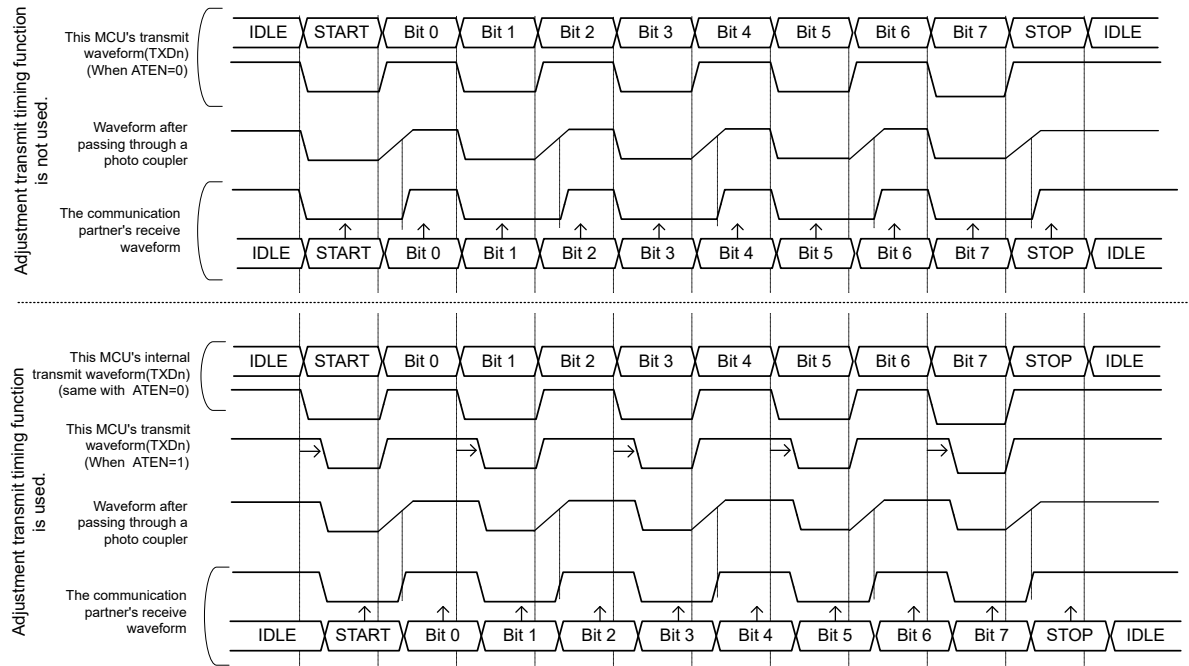 Adjustment transmit timing function
is not used.
This MCU's transmit
waveform(TXDn)
(When ATEN=0)
IDLE START Bit 0 Bit 1 Bit 2 Bit 3 Bit 4 Bit 5 Bit 6 Bit 7 STOP IDLE
Waveform after
passing through a
photo coupler
The communication
partner's receive
waveform
IDLE START Bit 0 Bit 1 Bit 2 Bit 3 Bit 4 Bit 5 Bit 6 Bit 7 STOP IDLE
Adjustment transmit timing function
is used.
This MCU's internal
transmit waveform(TXDn)
(same with ATEN=0)
IDLE START Bit 0 Bit 1 Bit 2 Bit 3 Bit 4 Bit 5 Bit 6 Bit 7 STOP IDLE
This MCU's transmit
waveform(TXDn)
(When ATEN=1)
Waveform after
passing through a
photo coupler
The communication
partner's receive
waveform
IDLE START Bit 0 Bit 1 Bit 2 Bit 3 Bit 4 Bit 5 Bit 6 Bit 7 STOP IDLE